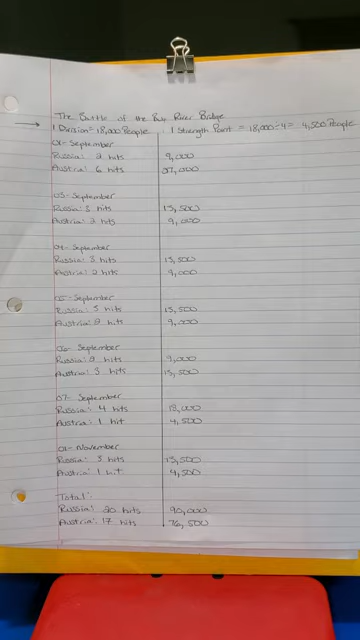 The Battle of the Bug River Bridge
1 Division = 18,000 People 1 Strength Point = 18,000 ÷ 4 = 4,500 People
02 - September
Russia: 2 hits 9,000
Austria: 6 hits 27,000
03 - September
Russia: 3 hits 13,500
Austria: 2 hits 9,000
04 - September
Russia: 3 hits 13,500
Austria: 2 hits 9,000
05 - September
Russia: 3 hits 13,500
Austria: 2 hits 9,000
06 - September
Russia: 2 hits 9,000
Austria: 3 hits 13,500
07 - September
Russia: 4 hits 18,000
Austria: 1 hit 4,500
02 - November
Russia: 3 hits 13,500
Austria: 1 hit 4,500
Total:
Russia: 20 hits 90,000
Austria: 17 hits 76,500